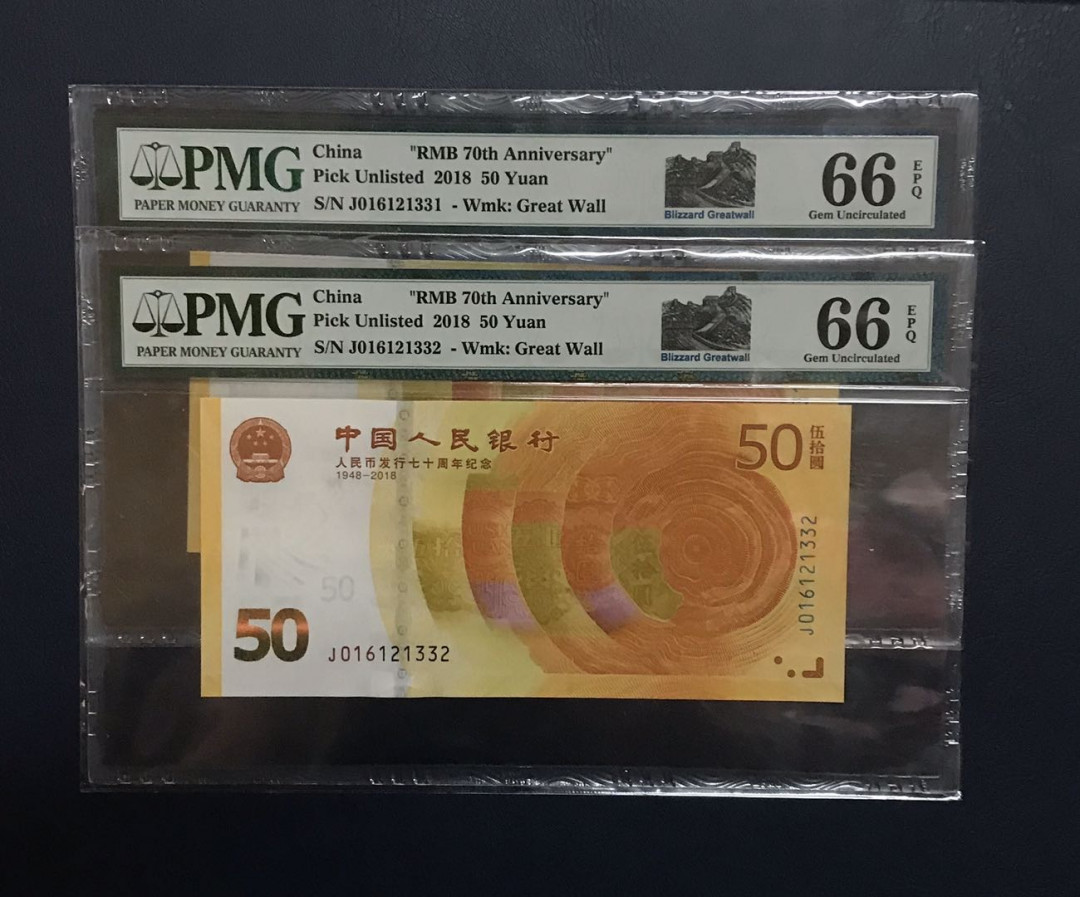 PMG
PAPER MONEY GUARANTY
China "RMB 70th Anniversary"
Pick Unlisted 2018 50 Yuan
S/N J016121331 - Wmk: Great Wall
Blizzard Greatwall
66
EPQ
Gem Uncirculated
PMG
PAPER MONEY GUARANTY
China "RMB 70th Anniversary"
Pick Unlisted 2018 50 Yuan
S/N J016121332 - Wmk: Great Wall
Blizzard Greatwall
66
EPQ
Gem Uncirculated
中国人民银行
人民币发行七十周年纪念
1948-2018
50
伍拾圓
50
50
J016121332
J016121332